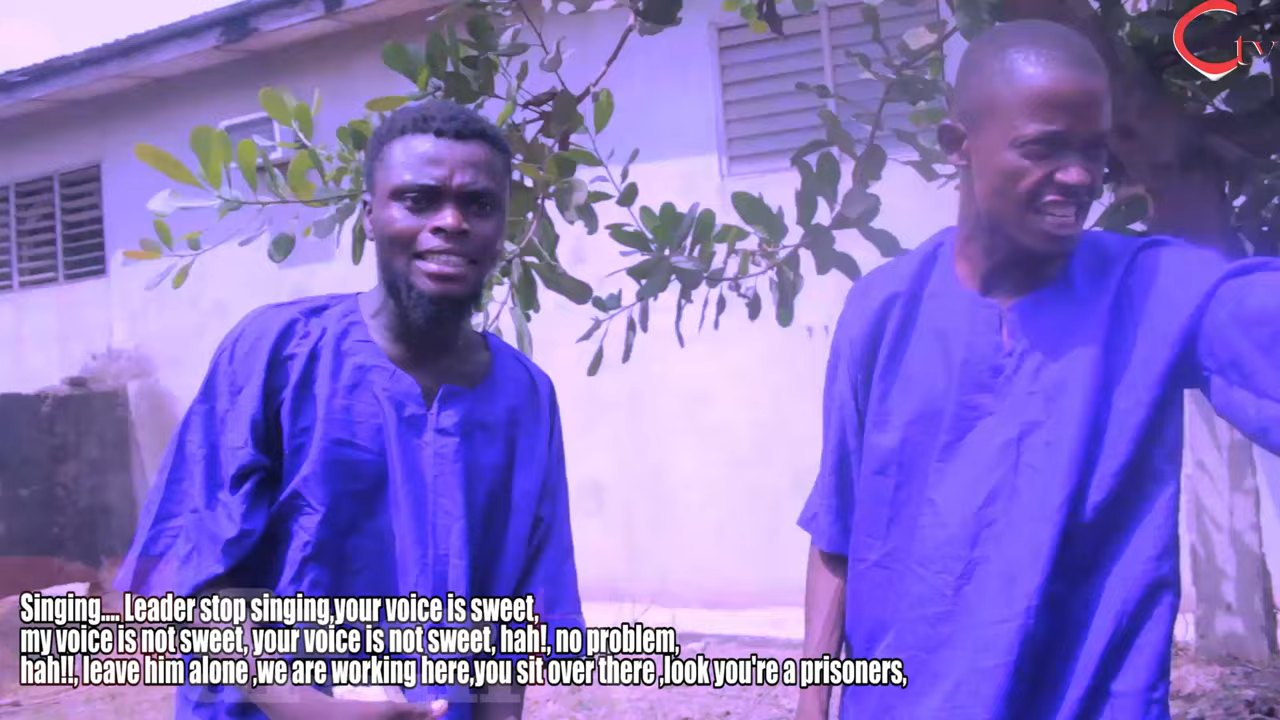 Ctv
Singing.... Leader stop singing,your voice is sweet,
my voice is not sweet, your voice is not sweet, hah!, no problem,
hah!!, leave him alone ,we are working here,you sit over there ,look you're a prisoners,